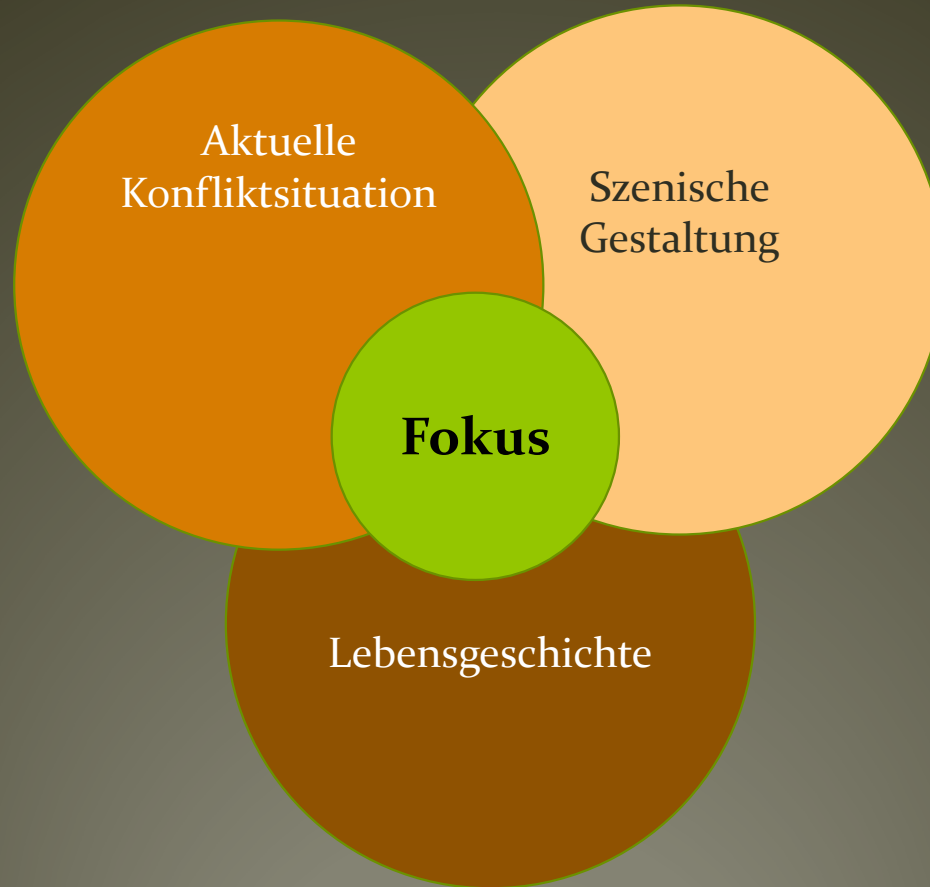 Aktuelle
Konfliktsituation
Szenische
Gestaltung
Fokus
Lebensgeschichte